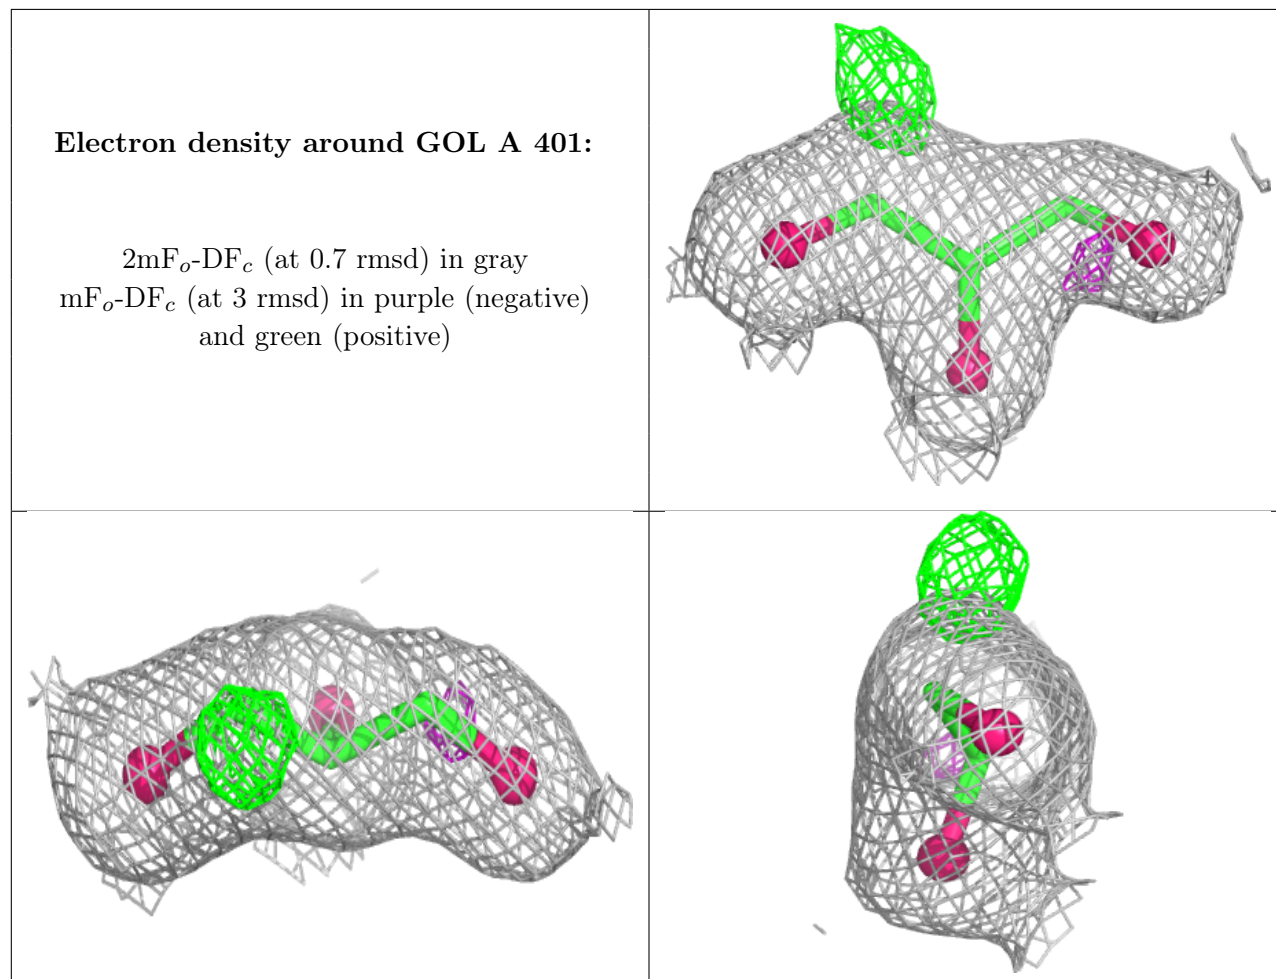 Electron density around GOL A 401:
2mFo-DFc (at 0.7 rmsd) in gray
mFo-DFc (at 3 rmsd) in purple (negative)
and green (positive)